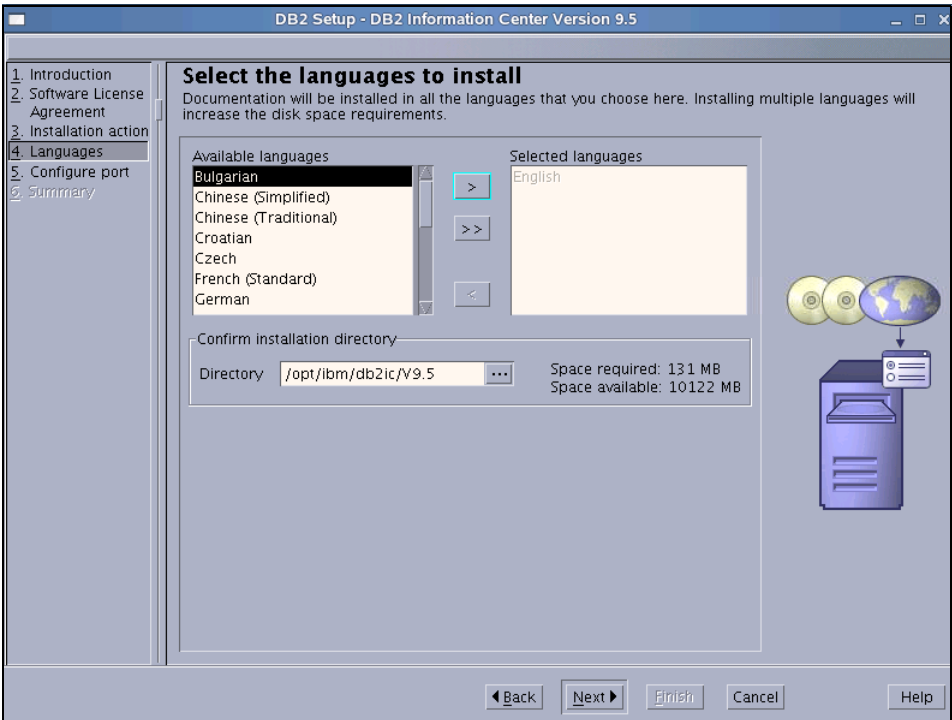 DB2 Setup - DB2 Information Center Version 9.5
1. Introduction
2. Software License
Agreement
3. Installation action
4. Languages
5. Configure port
6. Summary
Select the languages to install
Documentation will be installed in all the languages that you choose here. Installing multiple languages will
increase the disk space requirements.
Available languages
Bulgarian
Chinese (Simplified)
Chinese (Traditional)
Croatian
Czech
French (Standard)
German
>
>>
<
Selected languages
English
Confirm installation directory
Directory /opt/ibm/db2ic/V9.5 ...
Space required: 131 MB
Space available: 10122 MB
Back Next Finish Cancel Help